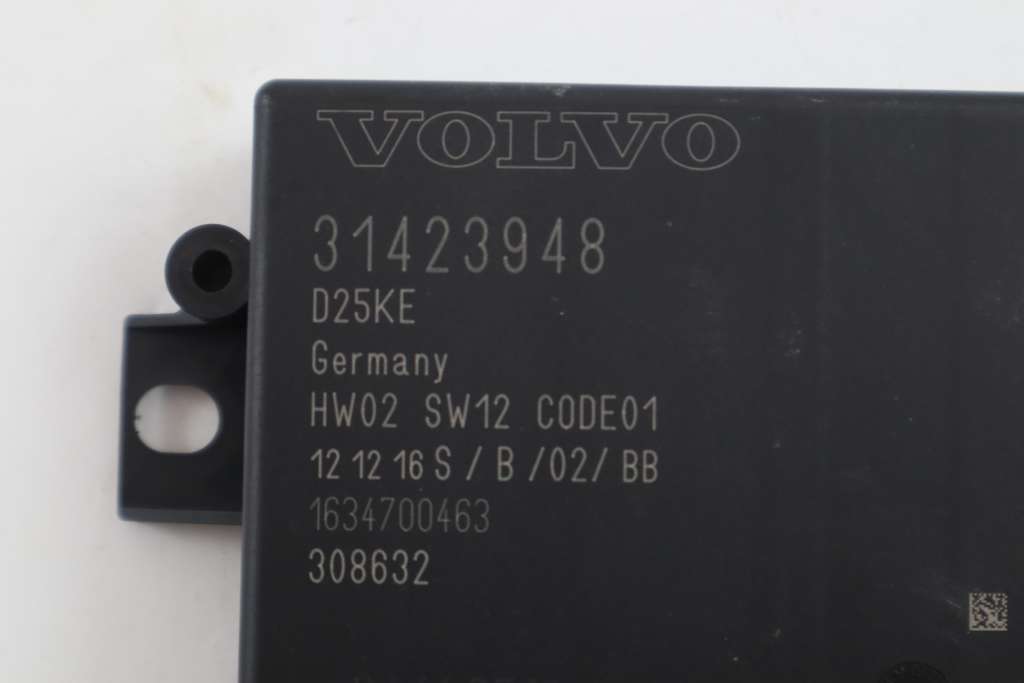 VOLVO
31423948
D25KE
Germany
HW02 SW12 CODE01
12 12 16 S / B /02/ BB
1634700463
308632